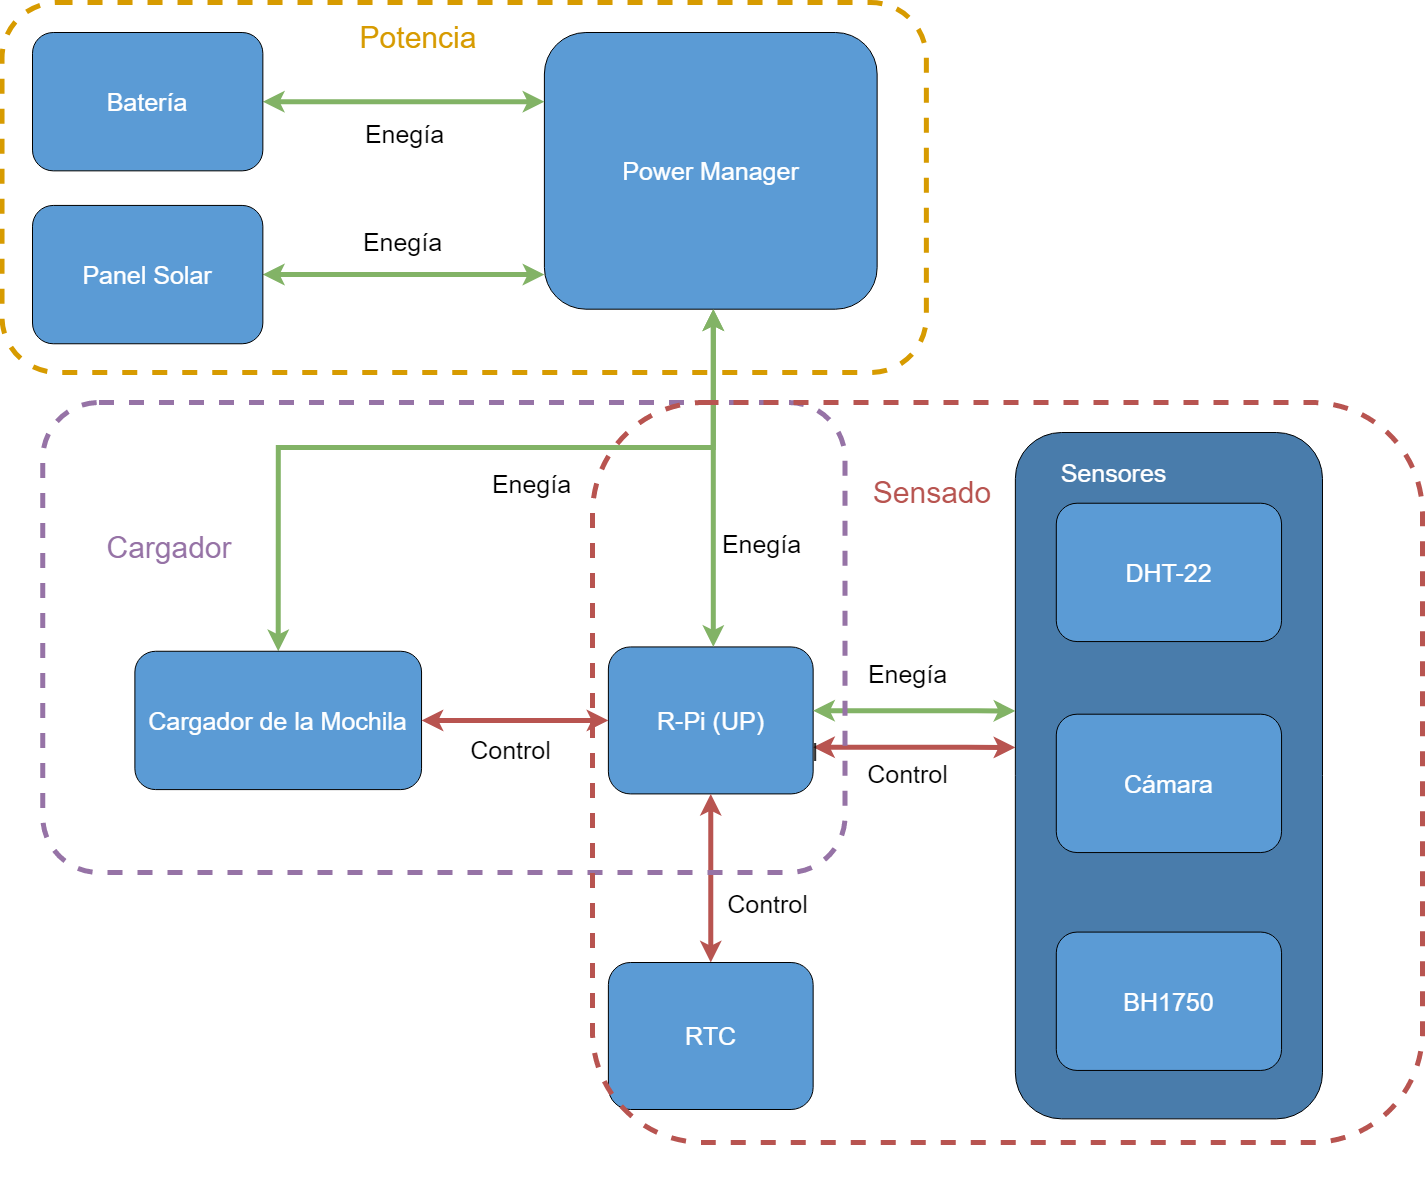 Potencia
Batería
Enegía
Power Manager
Enegía
Panel Solar
Enegía
Sensado
Sensores
Cargador
Enegía
DHT-22
Enegía
Cargador de la Mochila
Control
R-Pi (UP)
Control
Cámara
Control
BH1750
RTC